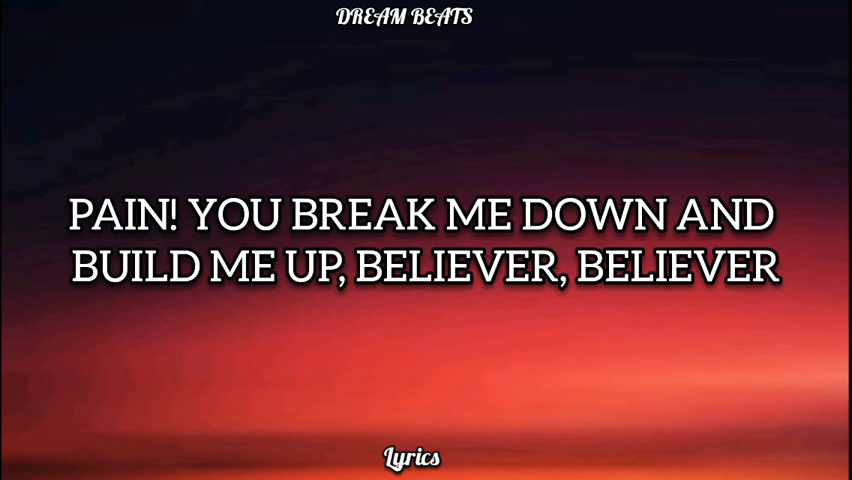 DREAM BEATS
PAIN! YOU BREAK ME DOWN AND
BUILD ME UP, BELIEVER, BELIEVER
Lyrics